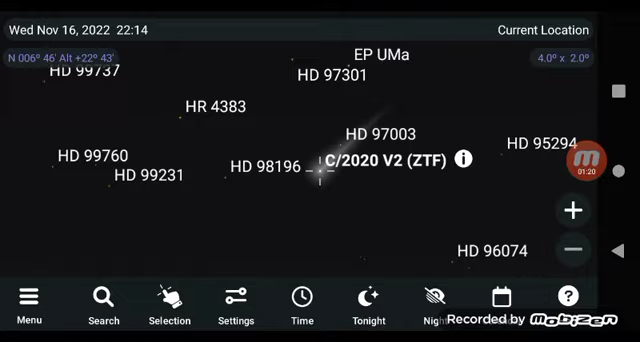 Wed Nov 16, 2022 22:14
Current Location
N 006° 46' Alt +22° 43'
4.0° x 2.0°
EP UMa
HD 99737
HD 97301
HR 4383
HD 97003
HD 95294
HD 99760
HD 98196
C/2020 V2 (ZTF)
HD 99231
01:20
HD 96074
Menu
Search
Selection
Settings
Time
Tonight
Night
Recorded by Mobizen